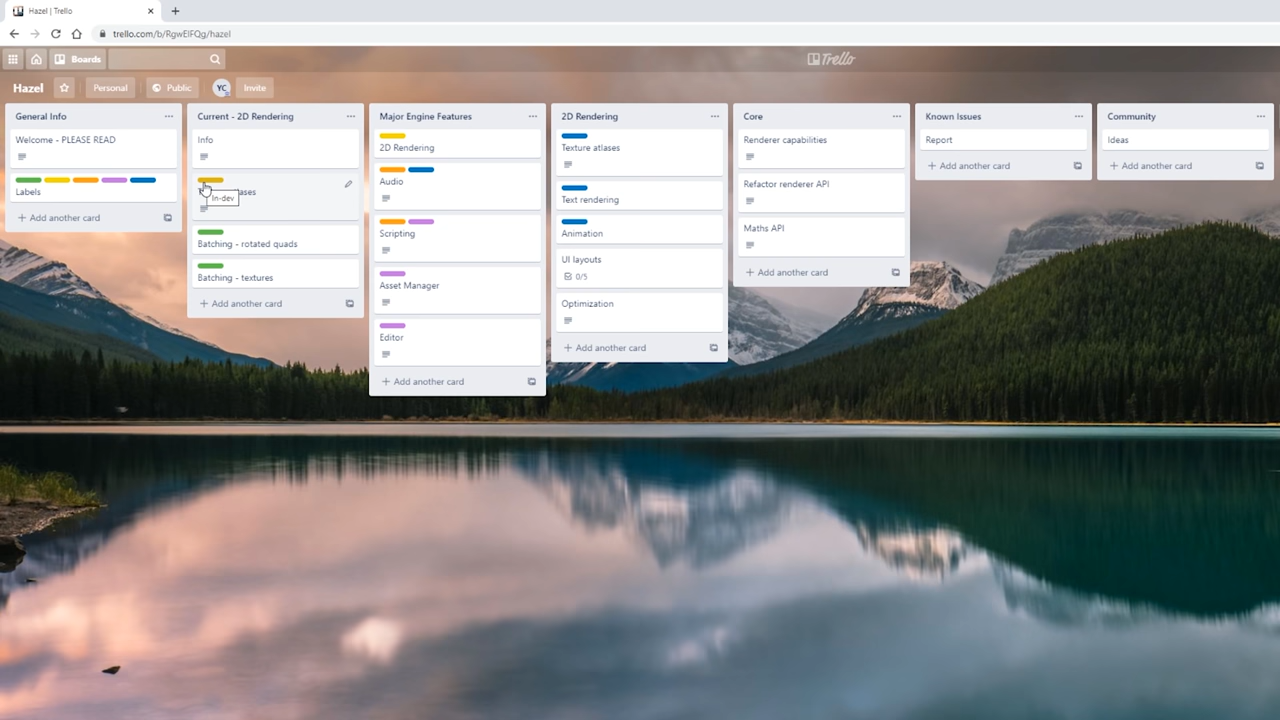 Hazel | Trello
trello.com/b/RgwElFQg/hazel
Boards
Trello
Hazel
Personal
Public
YC
Invite
General Info
Welcome - PLEASE READ
Labels
+ Add another card
Current - 2D Rendering
Info
In-dev
Batching - rotated quads
Batching - textures
+ Add another card
Major Engine Features
2D Rendering
Audio
Scripting
Asset Manager
Editor
+ Add another card
2D Rendering
Texture atlases
Text rendering
Animation
UI layouts
0/5
Optimization
+ Add another card
Core
Renderer capabilities
Refactor renderer API
Maths API
+ Add another card
Known Issues
Report
+ Add another card
Community
Ideas
+ Add another card